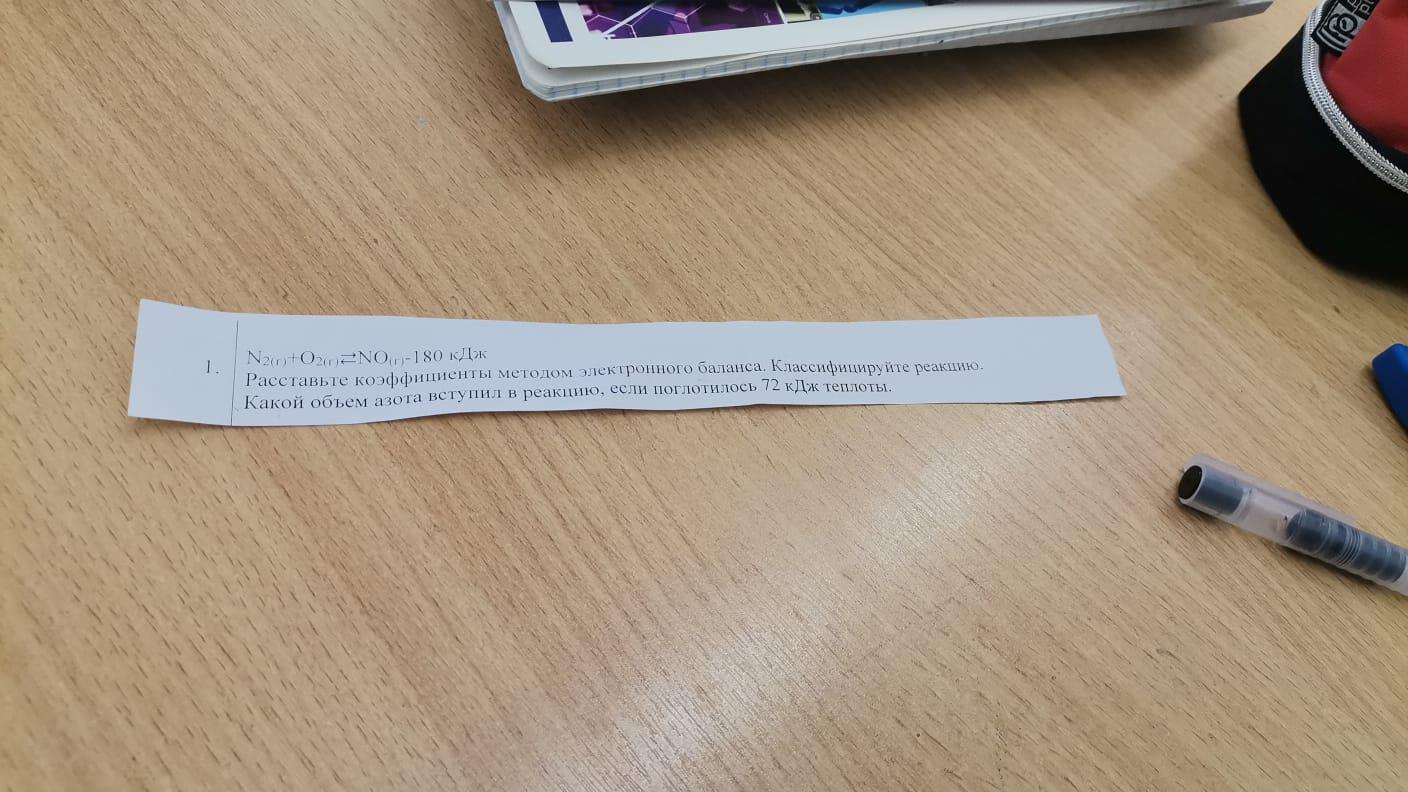 1.
N₂₍г₎+O₂₍г₎⇄NO₍г₎-180 кДж
Расставьте коэффициенты методом электронного баланса. Классифицируйте реакцию.
Какой объем азота вступил в реакцию, если поглотилось 72 кДж теплоты.